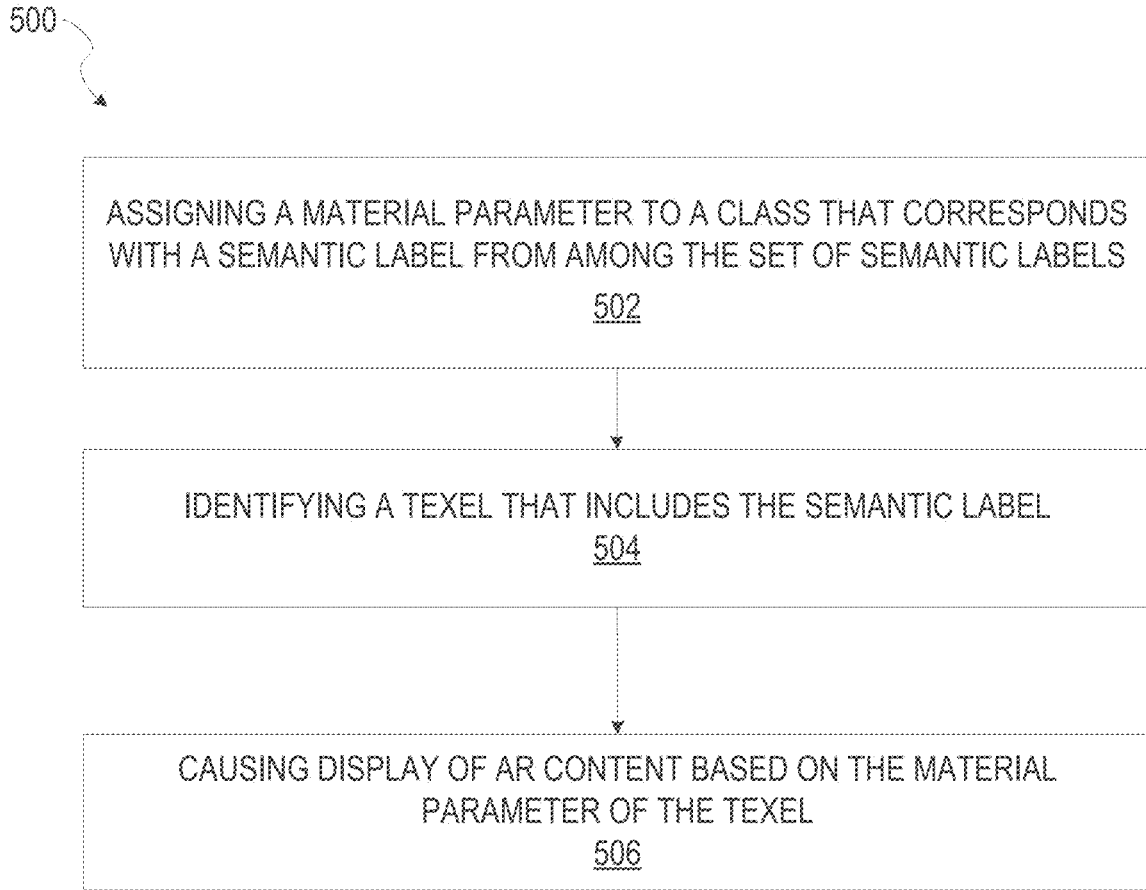 500
ASSIGNING A MATERIAL PARAMETER TO A CLASS THAT CORRESPONDS
WITH A SEMANTIC LABEL FROM AMONG THE SET OF SEMANTIC LABELS
502
IDENTIFYING A TEXEL THAT INCLUDES THE SEMANTIC LABEL
504
CAUSING DISPLAY OF AR CONTENT BASED ON THE MATERIAL
PARAMETER OF THE TEXEL
506